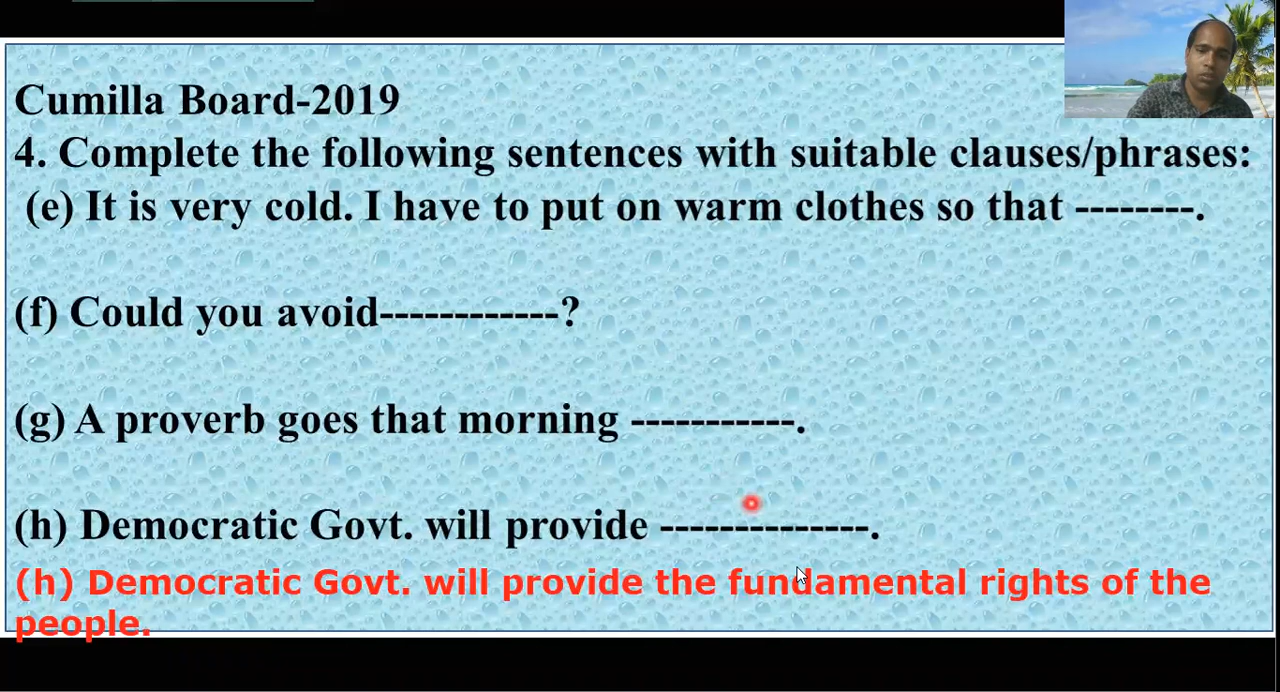 Cumilla Board-2019
4. Complete the following sentences with suitable clauses/phrases:
(e) It is very cold. I have to put on warm clothes so that --------.
(f) Could you avoid------------?
(g) A proverb goes that morning -----------.
(h) Democratic Govt. will provide --------------.
(h) Democratic Govt. will provide the fundamental rights of the
people.